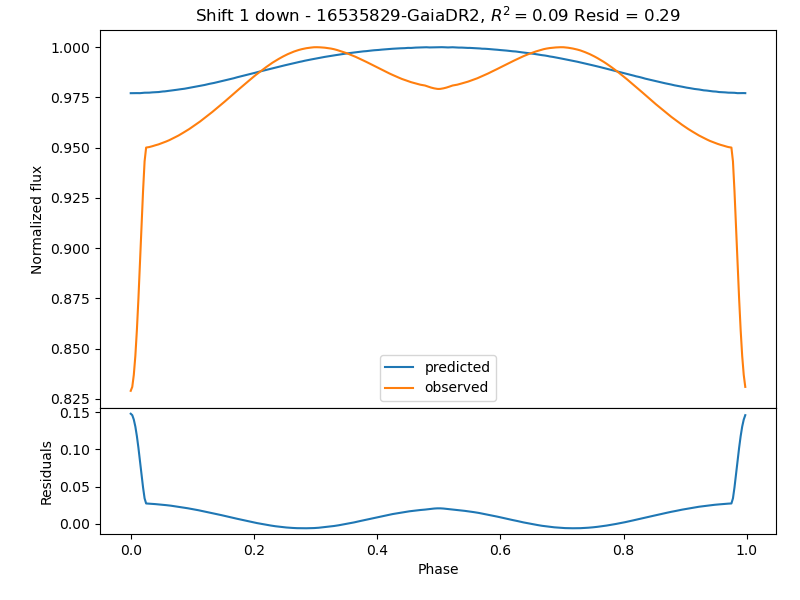 Shift 1 down - 16535829-GaiaDR2, R² = 0.09 Resid = 0.29
1.000
0.975
0.950
0.925
0.900
0.875
0.850
0.825
Normalized flux
predicted
observed
0.15
0.10
0.05
0.00
Residuals
0.0 0.2 0.4 0.6 0.8 1.0
Phase